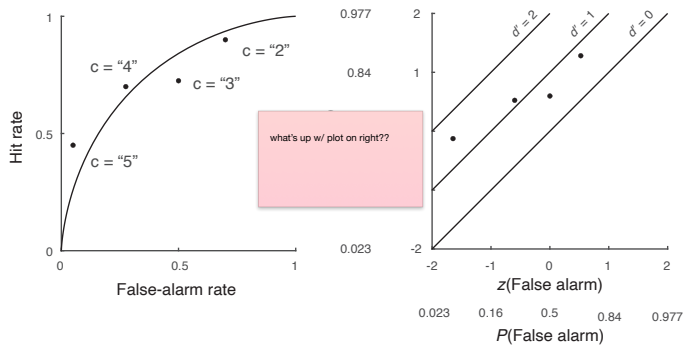 1
0.5
0
0
0.5
1
Hit rate
False-alarm rate
c = “4”
c = “2”
c = “3”
c = “5”
0.977
0.84
0.023
what's up w/ plot on right??
2
1
-2
-2
-1
0
1
2
d' = 2
d' = 1
d' = 0
z(False alarm)
0.023 0.16 0.5 0.84 0.977
P(False alarm)